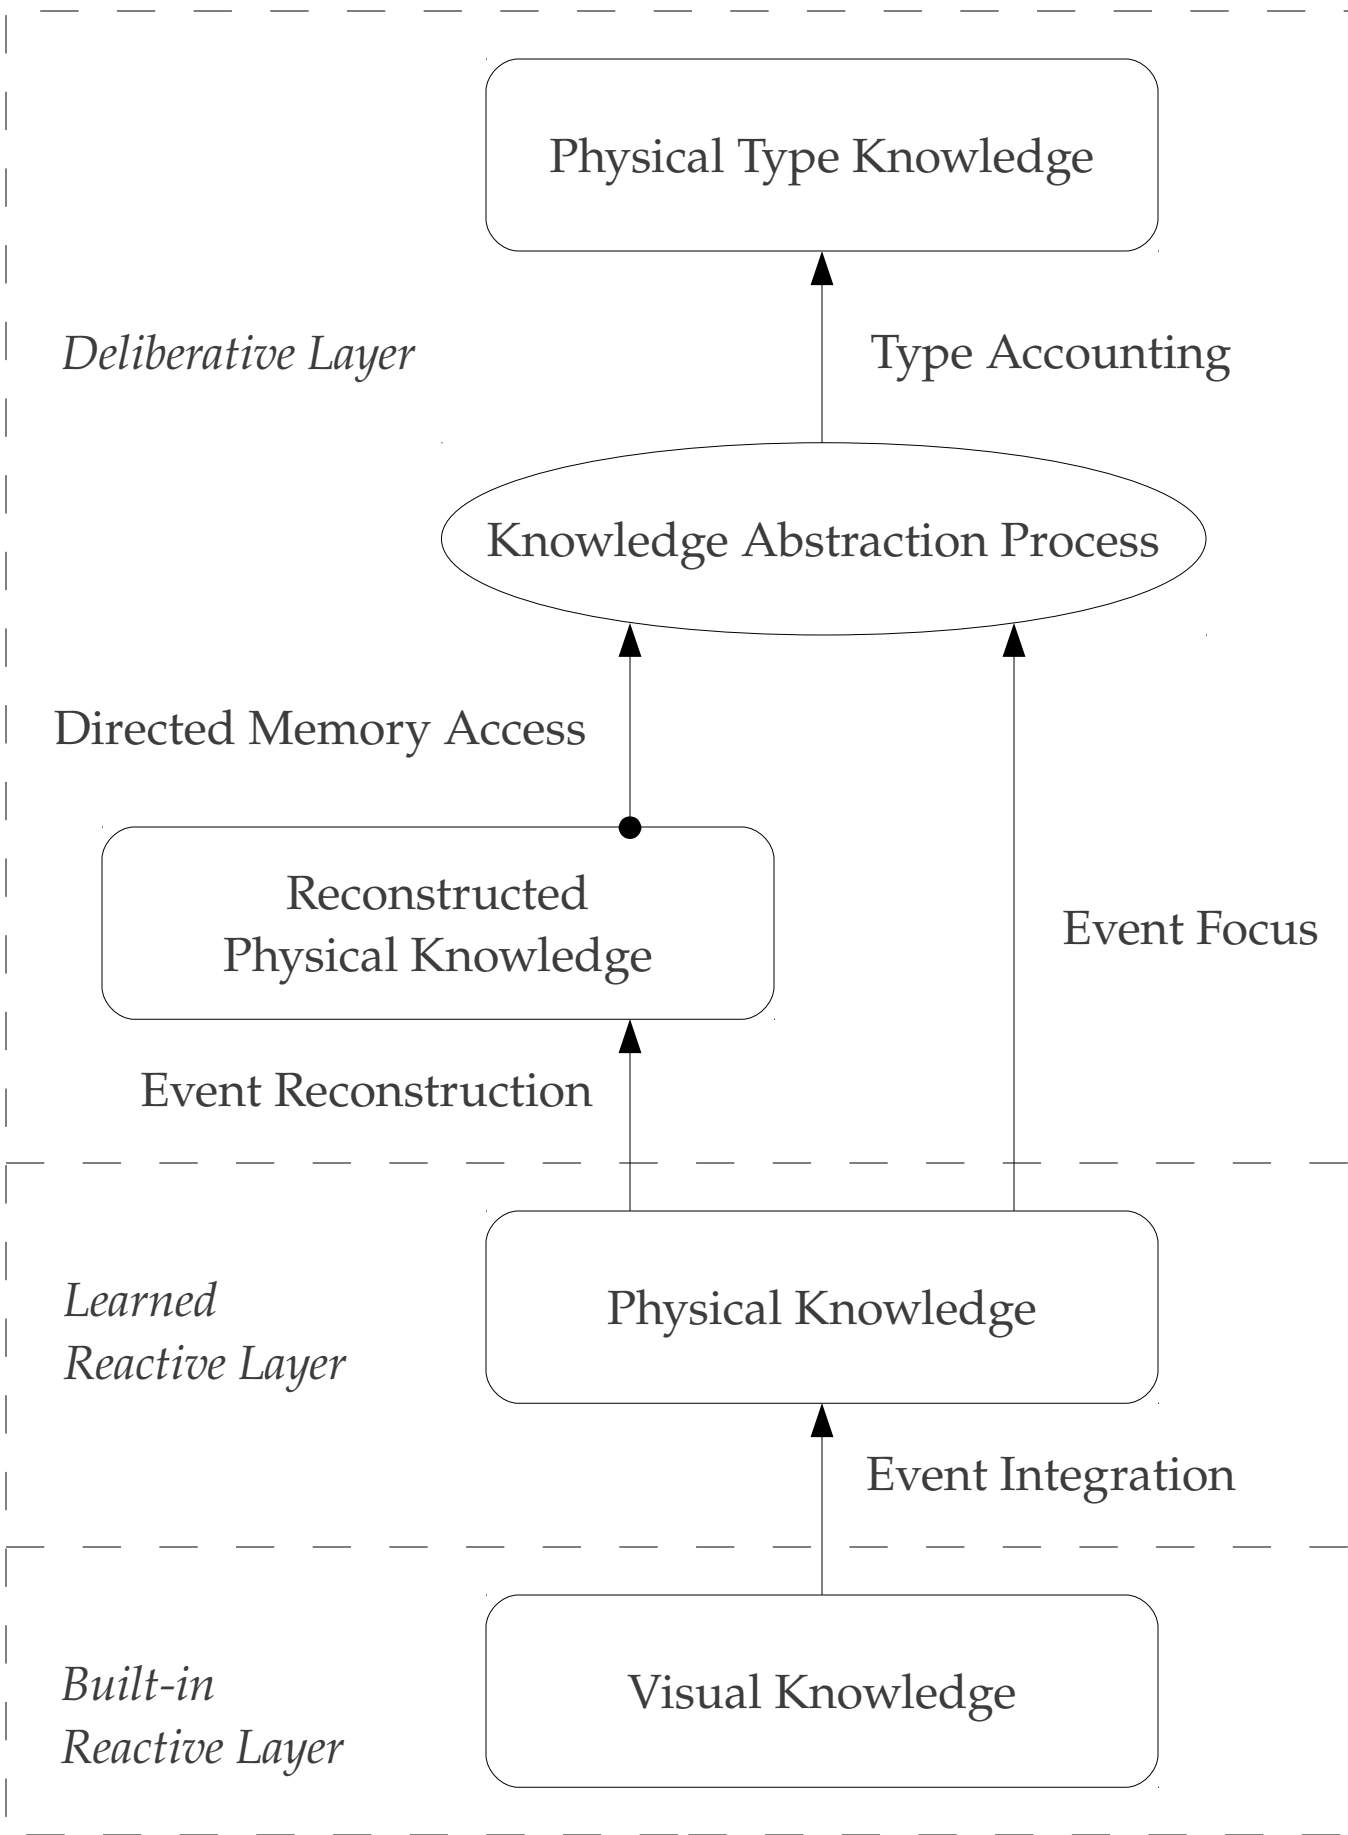 Physical Type Knowledge
Deliberative Layer
Type Accounting
Knowledge Abstraction Process
Directed Memory Access
Reconstructed
Physical Knowledge
Event Focus
Event Reconstruction
Learned
Reactive Layer
Physical Knowledge
Event Integration
Built-in
Reactive Layer
Visual Knowledge